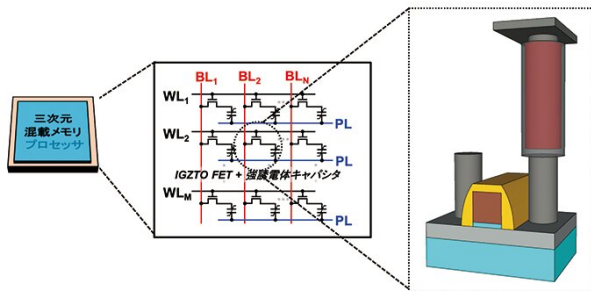 三次元
混載メモリ
プロセッサ
BL1 BL2 BLN
WL1
PL
WL2
PL
IGZTO FET + 強誘電体キャパシタ
WLM
PL